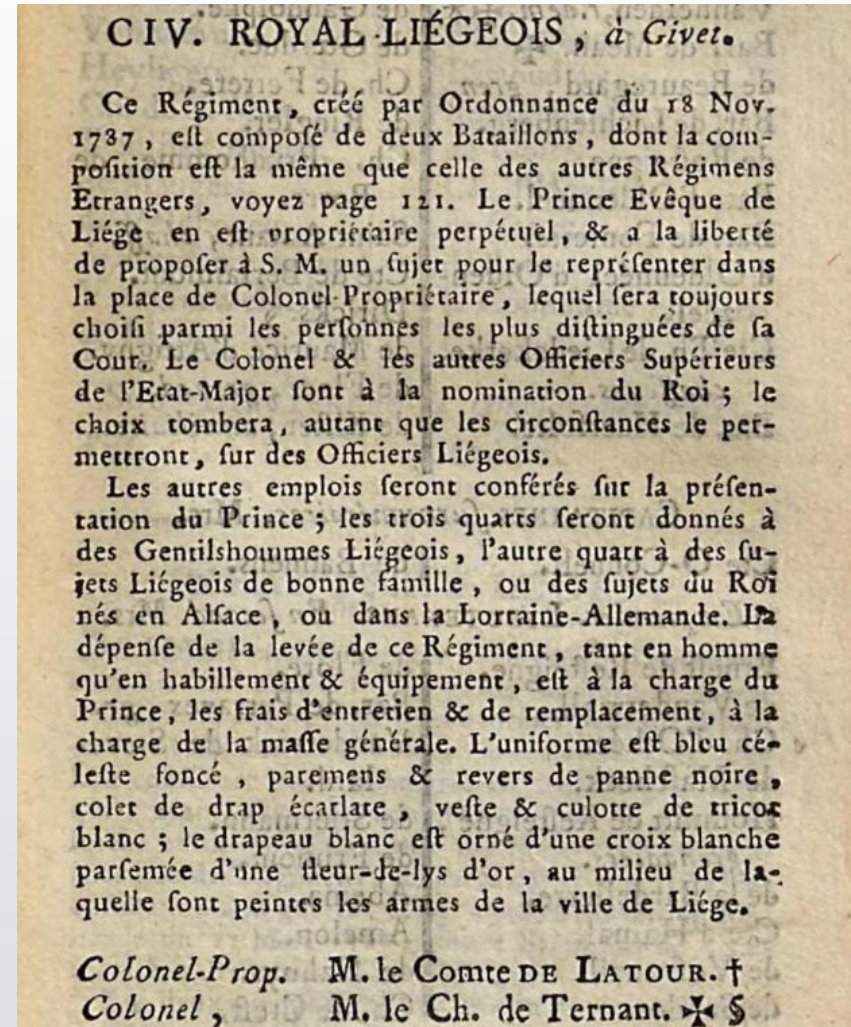 CIV. ROYAL-LIÉGEOIS, à Givet.
Ce Régiment, créé par Ordonnance du 18 Nov.
1787, eſt compoſé de deux Bataillons, dont la com-
poſition eſt la même que celle des autres Régimens
Etrangers, voyez page 121. Le Prince Evêque de
Liége en eſt propriétaire perpétuel, & a la liberté
de propoſer à S. M. un ſujet pour le repréſenter dans
la place de Colonel-Propriétaire, lequel ſera toujours
choiſi parmi les perſonnes les plus diſtinguées de ſa
Cour. Le Colonel & les autres Officiers Supérieurs
de l'Etat-Major ſont à la nomination du Roi; le
choix tombera, autant que les circonſtances le per-
mettront, ſur des Officiers Liégeois.
Les autres emplois ſeront conférés ſur la préſen-
tation du Prince; les trois quarts ſeront donnés à
des Gentilshommes Liégeois, l'autre quart à des ſu-
jets Liégeois de bonne famille, ou des ſujets du Roi
nés en Alſace, ou dans la Lorraine-Allemande. La
dépenſe de la levée de ce Régiment, tant en homme
qu'en habillement & équipement, eſt à la charge du
Prince, les frais d'entretien & de remplacement, à la
charge de la maſſe générale. L'uniforme eſt bleu cé-
leſte foncé, paremens & revers de panne noire,
colet de drap écarlate, veſte & culotte de tricot
blanc; le drapeau blanc eſt orné d'une croix blanche
parſemée d'une fleur-de-lys d'or, au milieu de la-
quelle ſont peintes les armes de la ville de Liége.
Colonel-Prop. M. le Comte DE LATOUR. †
Colonel, M. le Ch. de Ternant. ✠ §